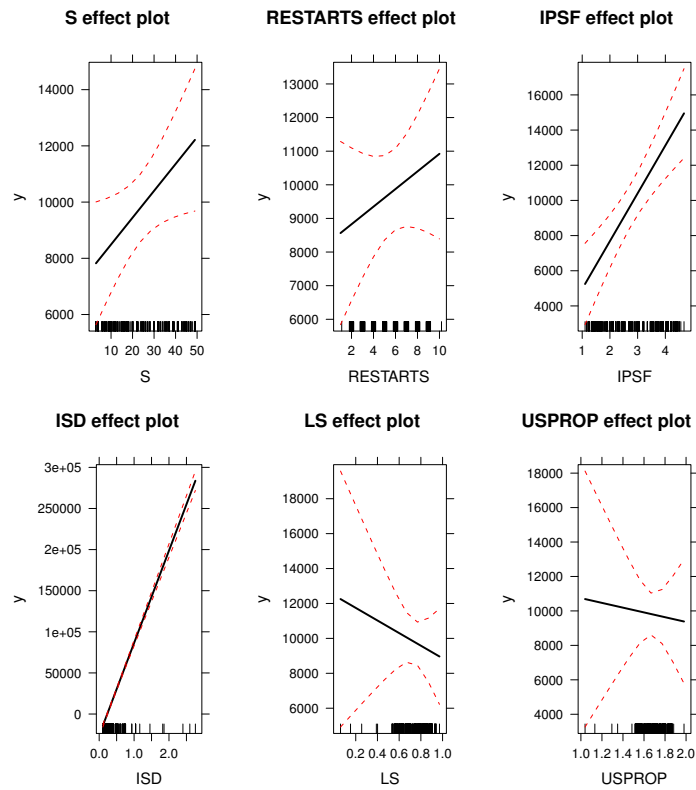 S effect plot
y
14000
12000
10000
8000
6000
10 20 30 40 50
S
RESTARTS effect plot
y
13000
12000
11000
10000
9000
8000
7000
6000
2 4 6 8 10
RESTARTS
IPSF effect plot
y
16000
14000
12000
10000
8000
6000
4000
1 2 3 4
IPSF
ISD effect plot
y
3e+05
250000
2e+05
150000
1e+05
50000
0
0.0 1.0 2.0
ISD
LS effect plot
y
18000
16000
14000
12000
10000
8000
6000
0.2 0.4 0.6 0.8 1.0
LS
USPROP effect plot
y
18000
16000
14000
12000
10000
8000
6000
4000
1.0 1.2 1.4 1.6 1.8 2.0
USPROP